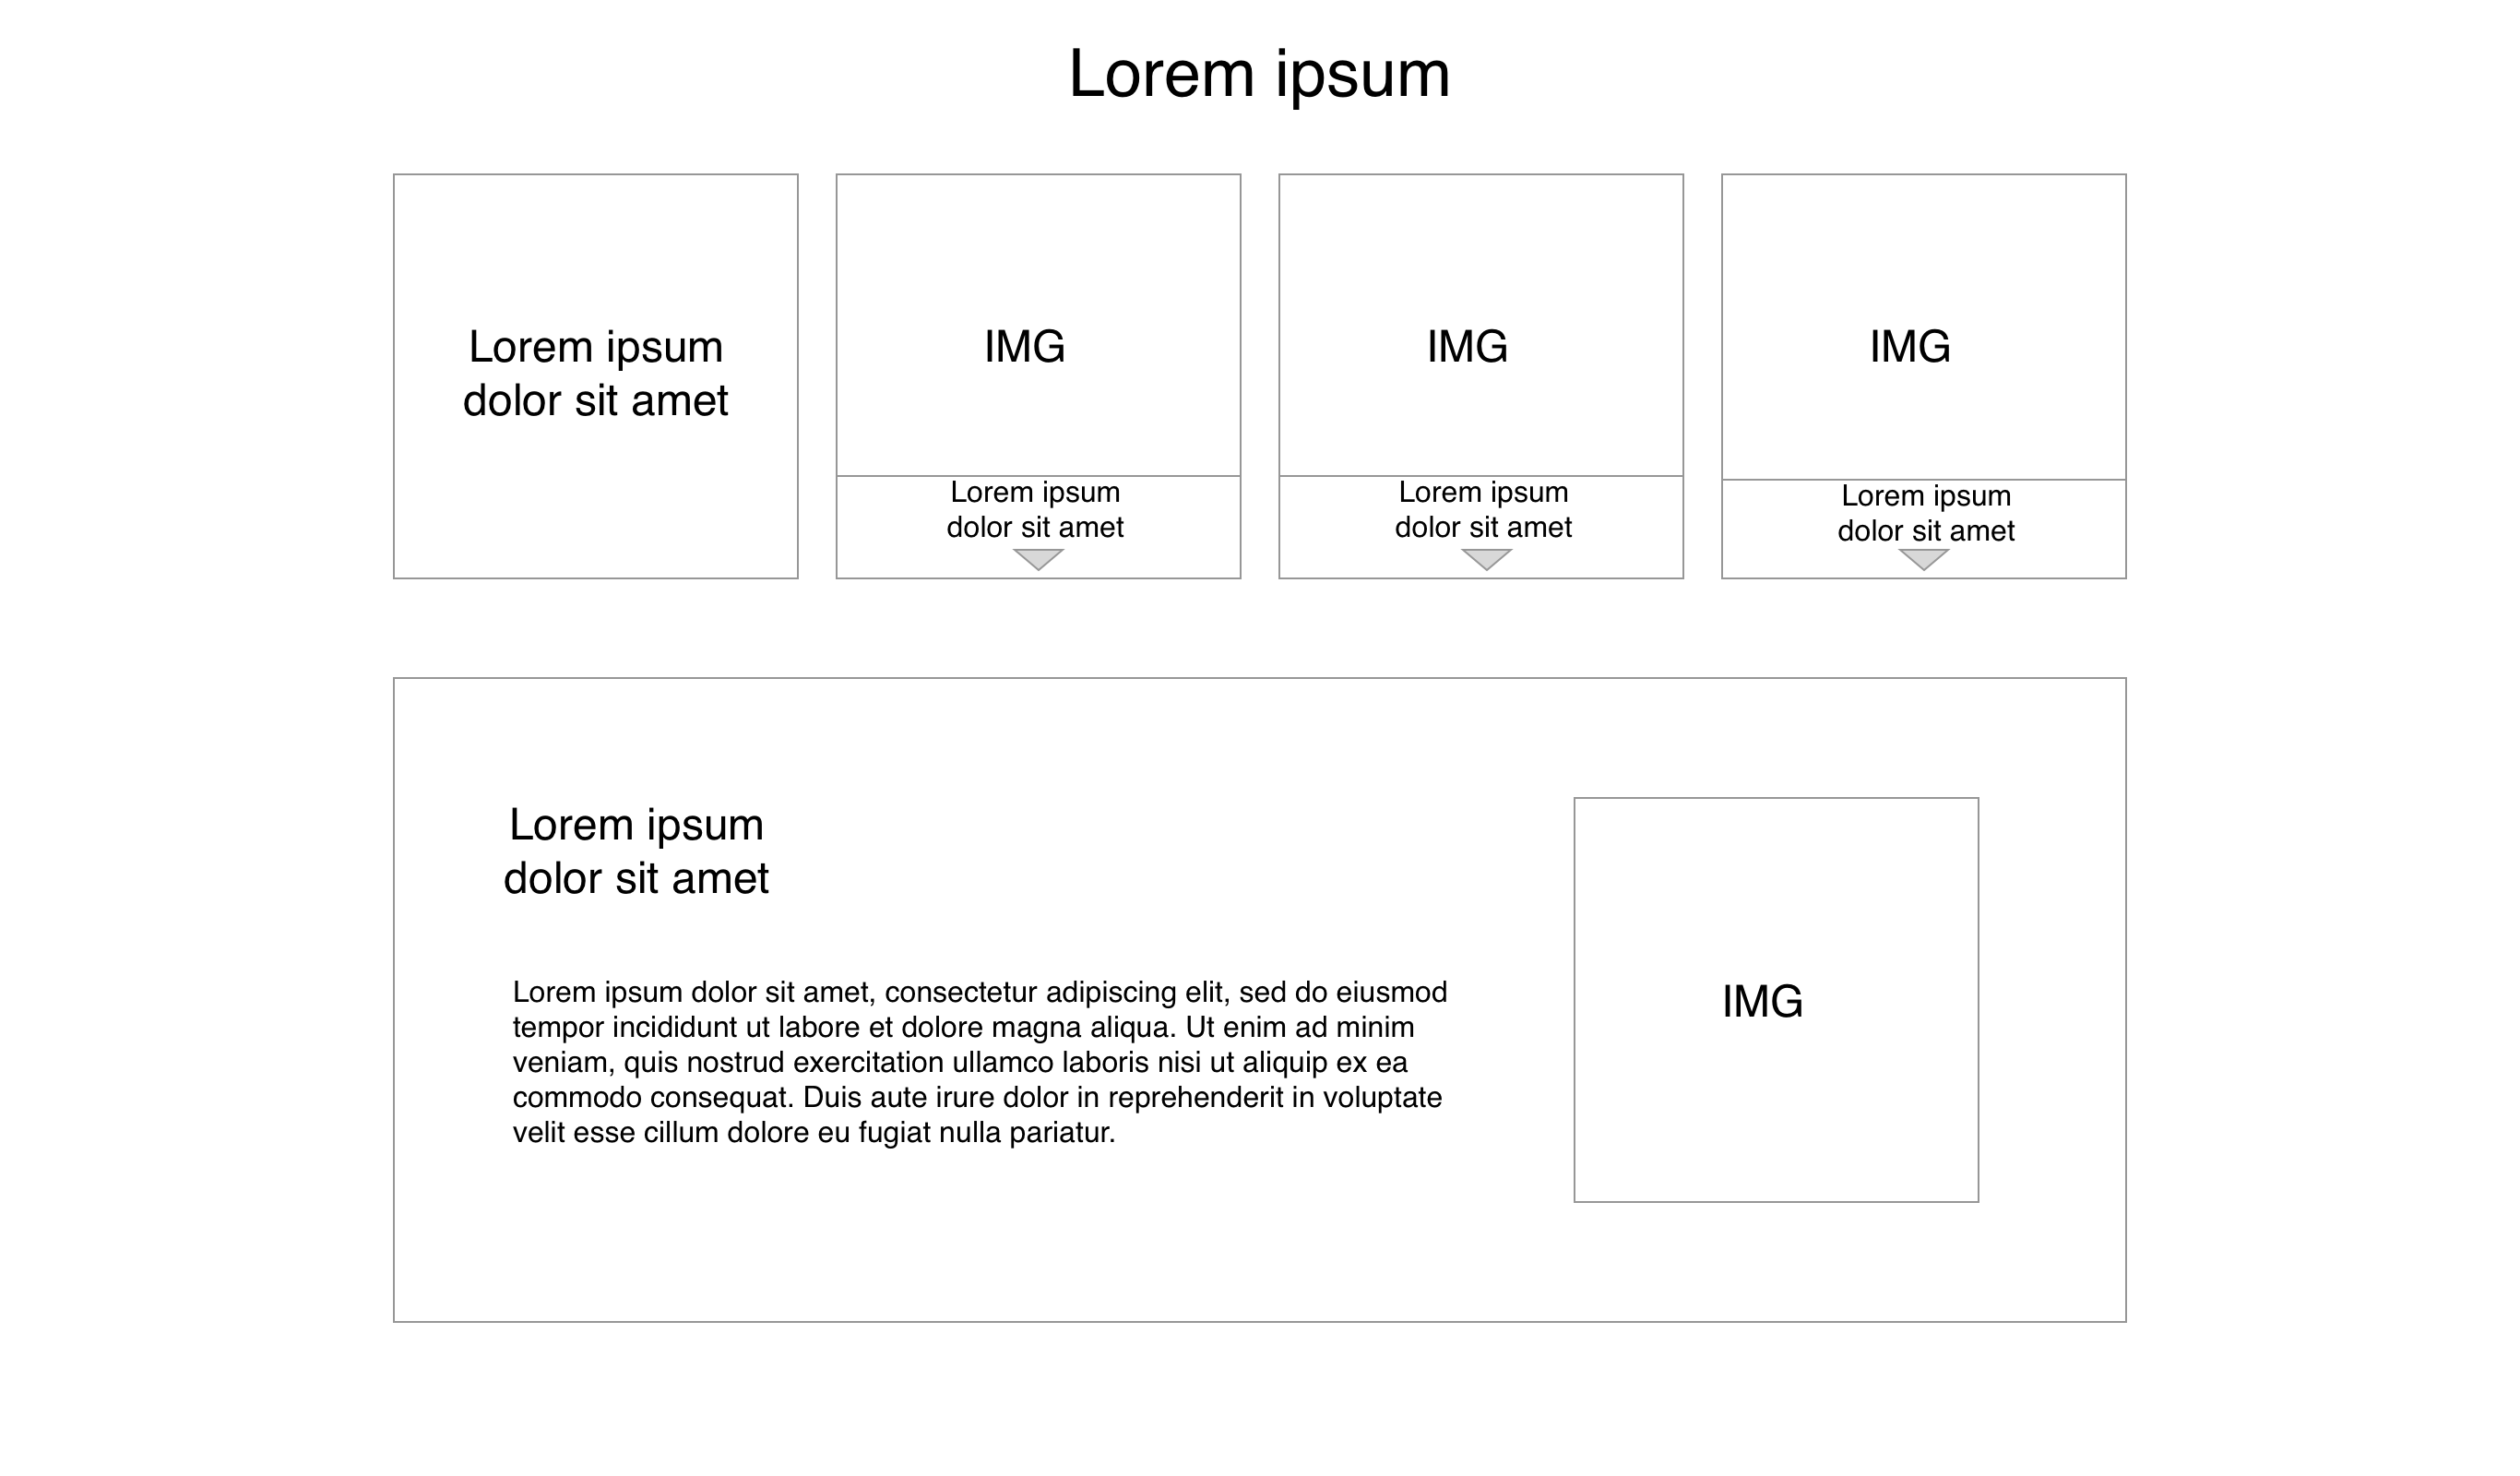 Lorem ipsum
Lorem ipsum
dolor sit amet
IMG
Lorem ipsum
dolor sit amet
IMG
Lorem ipsum
dolor sit amet
IMG
Lorem ipsum
dolor sit amet
Lorem ipsum
dolor sit amet
Lorem ipsum dolor sit amet, consectetur adipiscing elit, sed do eiusmod
tempor incididunt ut labore et dolore magna aliqua. Ut enim ad minim
veniam, quis nostrud exercitation ullamco laboris nisi ut aliquip ex ea
commodo consequat. Duis aute irure dolor in reprehenderit in voluptate
velit esse cillum dolore eu fugiat nulla pariatur.
IMG